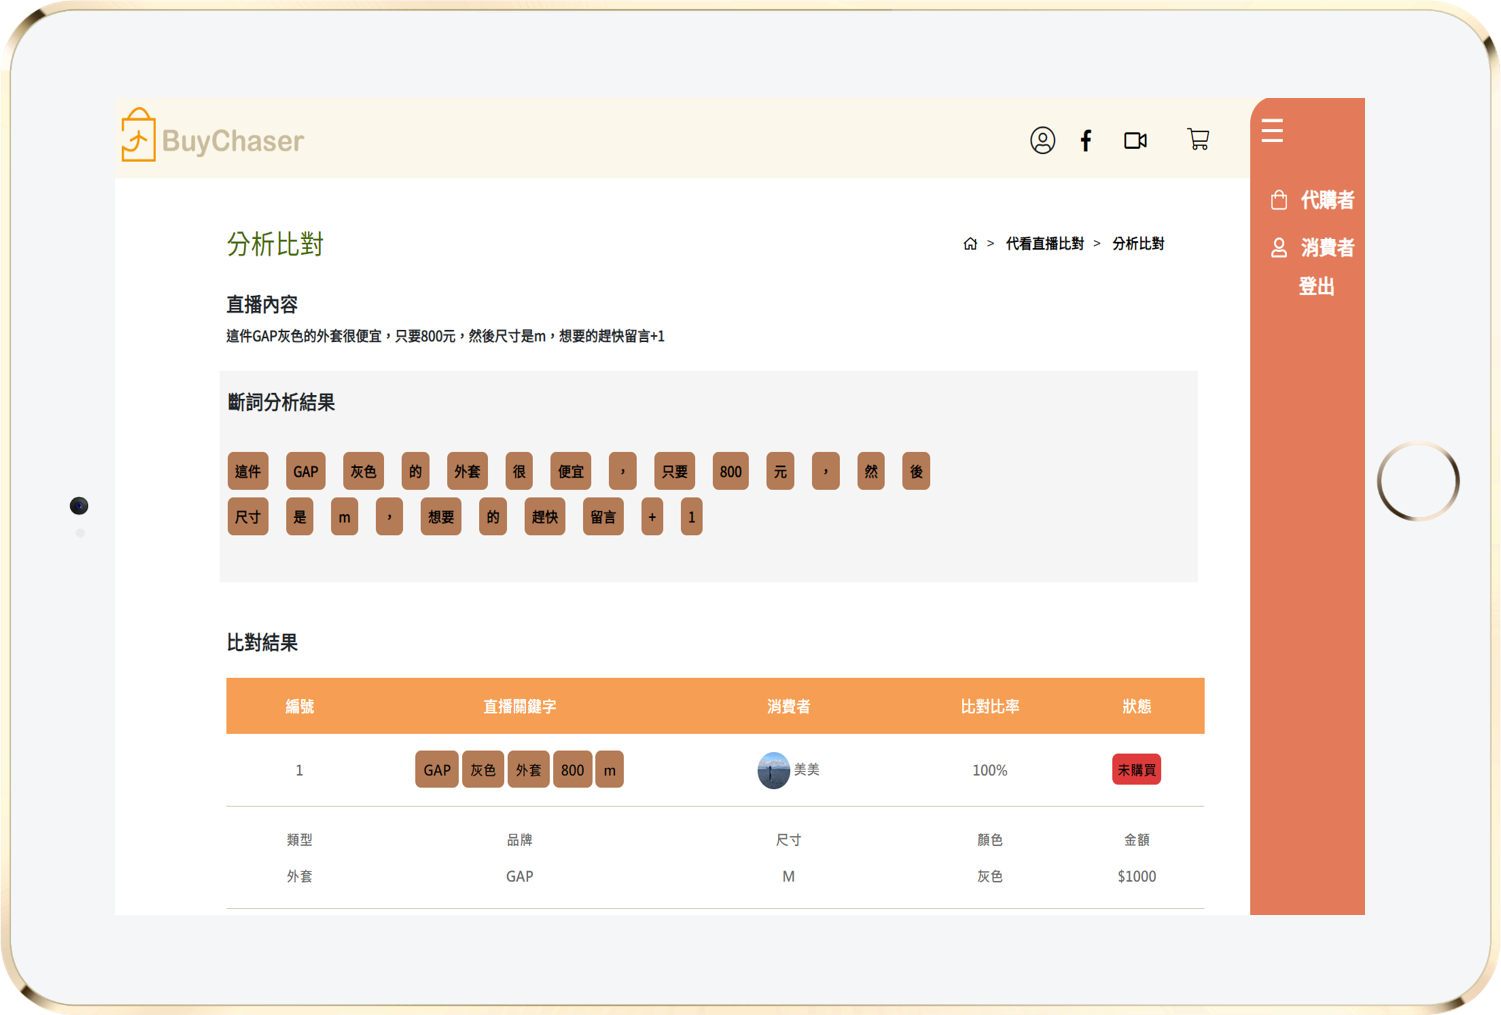 BuyChaser
代購者
消費者
登出
分析比對
> 代看直播比對 > 分析比對
直播內容
這件GAP灰色的外套很便宜，只要800元，然後尺寸是m，想要的趕快留言+1
斷詞分析結果
這件 GAP 灰色 的 外套 很 便宜 ， 只要 800 元 ， 然 後
尺寸 是 m ， 想要 的 趕快 留言 + 1
比對結果
編號 直播關鍵字 消費者 比對比率 狀態
1 GAP 灰色 外套 800 m 美美 100% 未購買
類型 品牌 尺寸 顏色 金額
外套 GAP M 灰色 $1000